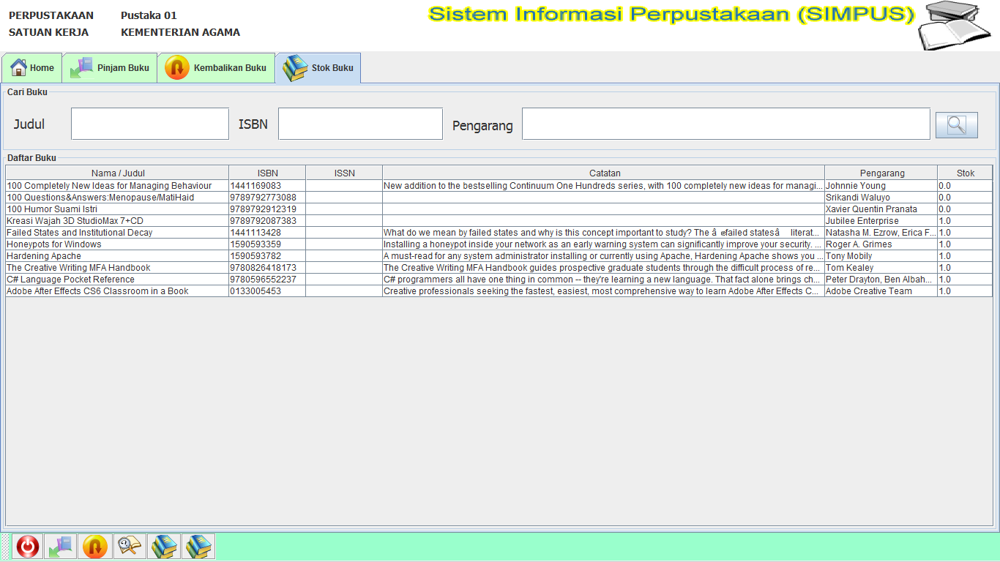 PERPUSTAKAAN Pustaka 01
SATUAN KERJA KEMENTERIAN AGAMA
Sistem Informasi Perpustakaan (SIMPUS)
Home Pinjam Buku Kembalikan Buku Stok Buku
Cari Buku
Judul ISBN Pengarang
Daftar Buku
Nama / Judul ISBN ISSN Catatan Pengarang Stok
100 Completely New Ideas for Managing Behaviour 1441169083 New addition to the bestselling Continuum One Hundreds series, with 100 completely new ideas for managi... Johnnie Young 0.0
100 Questions&Answers:Menopause/MatiHaid 9789792773088 Srikandi Waluyo 0.0
100 Humor Suami Istri 9789792912319 Xavier Quentin Pranata 0.0
Kreasi Wajah 3D StudioMax 7+CD 9789792087383 Jubilee Enterprise 1.0
Failed States and Institutional Decay 1441113428 What do we mean by failed states and why is this concept important to study? The â œfailed statesâ literat... Natasha M. Ezrow, Erica F... 1.0
Honeypots for Windows 1590593359 Installing a honeypot inside your network as an early warning system can significantly improve your security. ... Roger A. Grimes 1.0
Hardening Apache 1590593782 A must-read for any system administrator installing or currently using Apache, Hardening Apache shows you ... Tony Mobily 1.0
The Creative Writing MFA Handbook 9780826418173 The Creative Writing MFA Handbook guides prospective graduate students through the difficult process of re... Tom Kealey 1.0
C# Language Pocket Reference 9780596552237 C# programmers all have one thing in common -- they're learning a new language. That fact alone brings ch... Peter Drayton, Ben Albah... 1.0
Adobe After Effects CS6 Classroom in a Book 0133005453 Creative professionals seeking the fastest, easiest, most comprehensive way to learn Adobe After Effects C... Adobe Creative Team 1.0